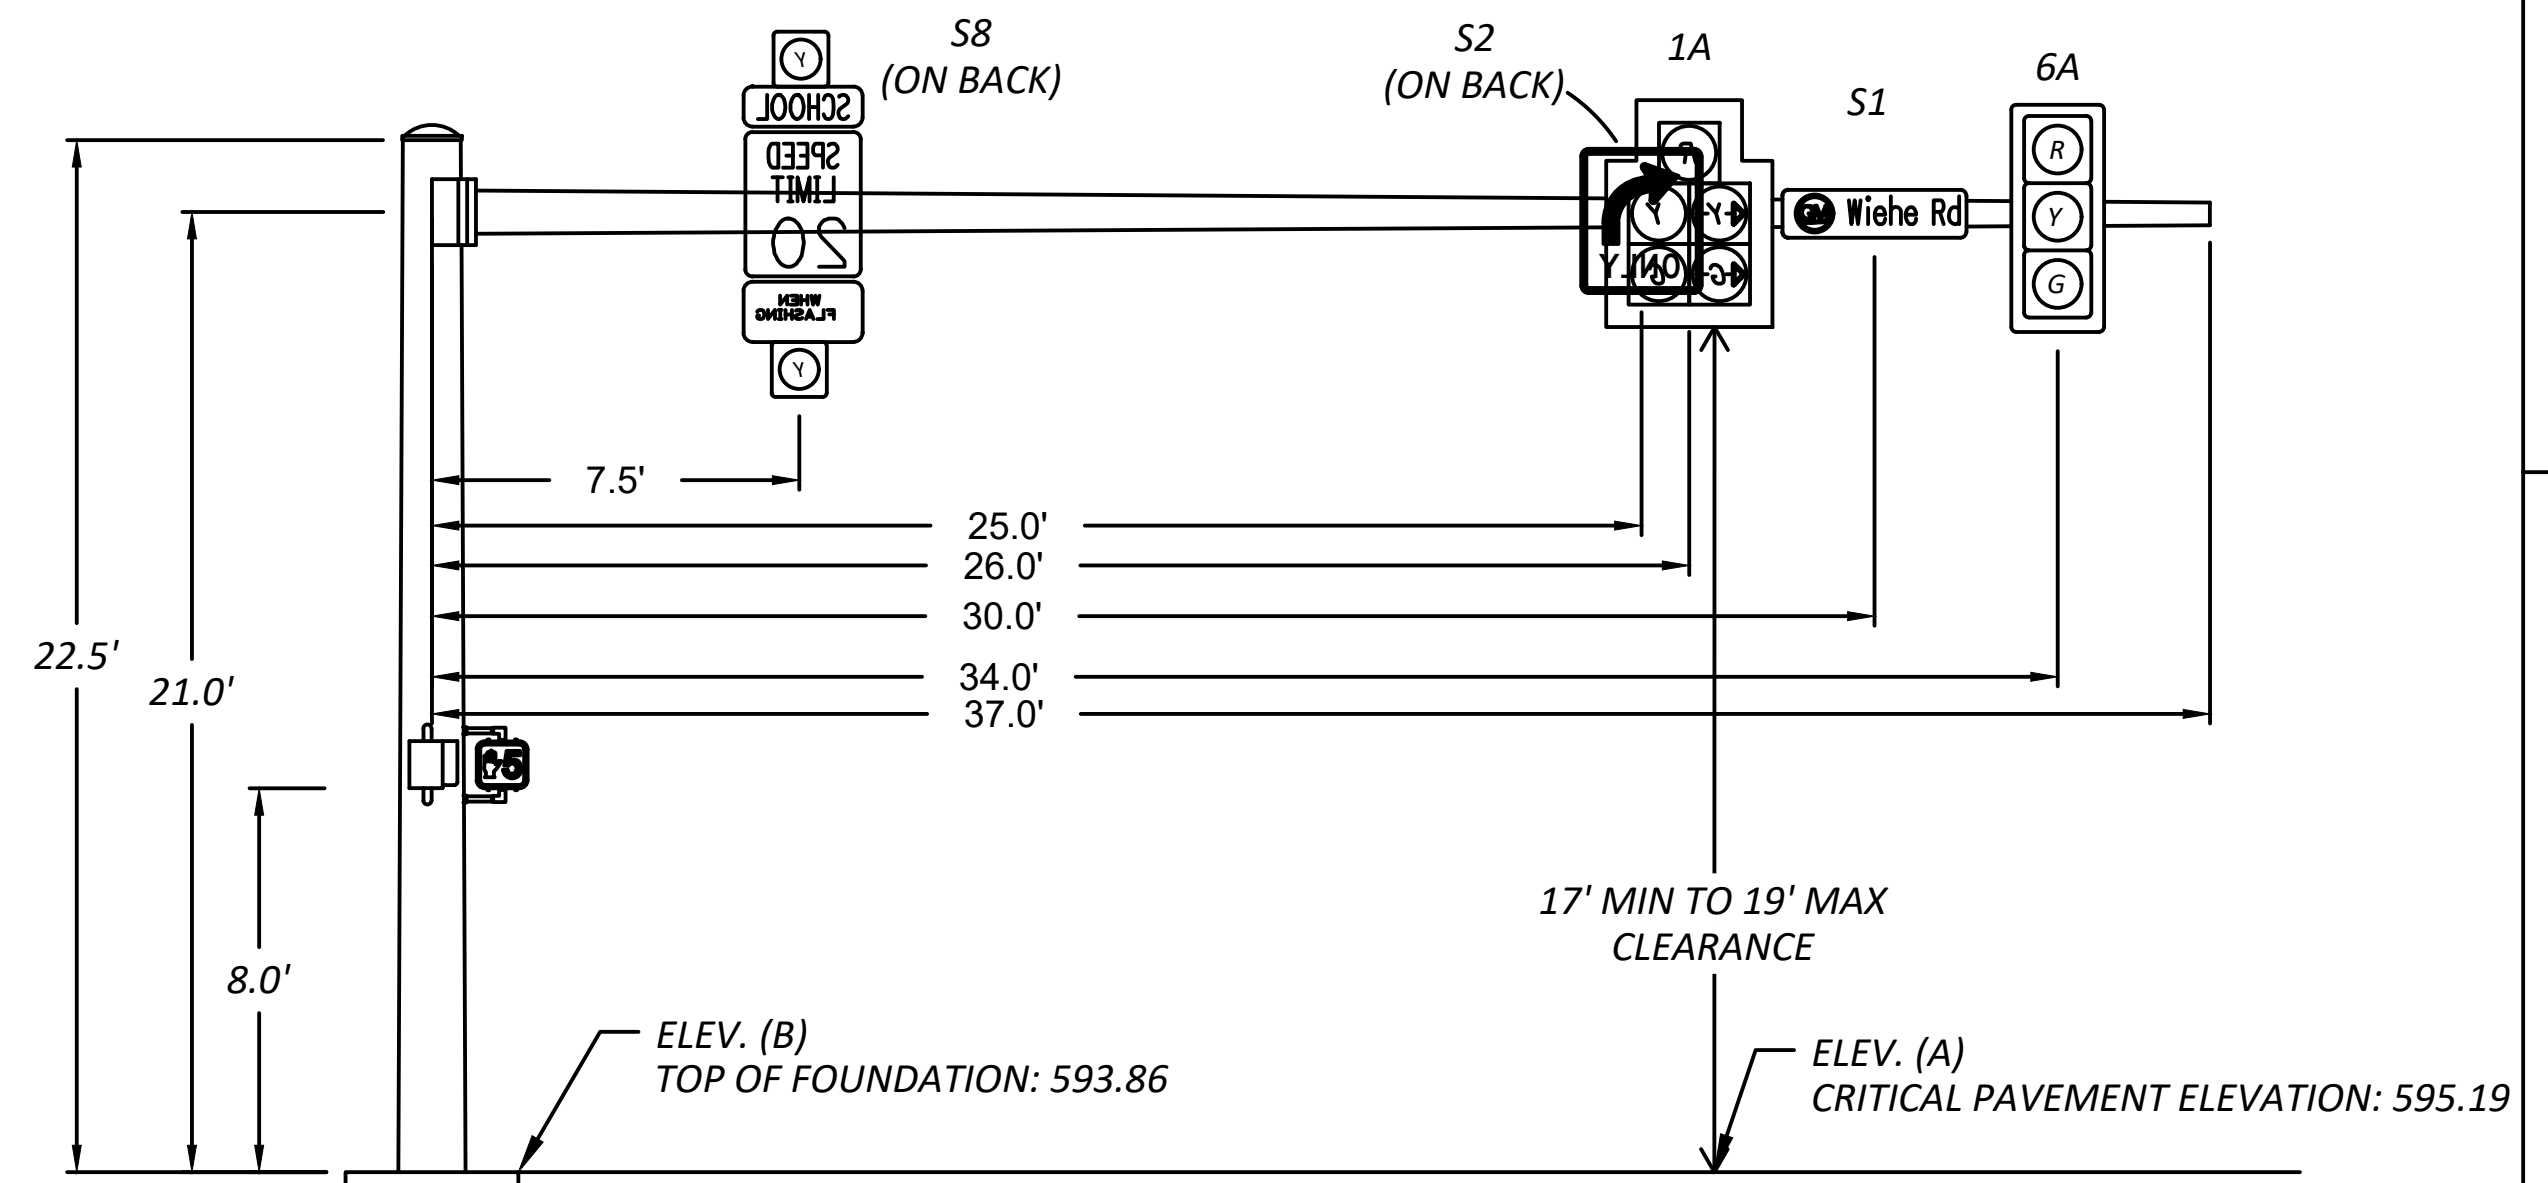 S8
(ON BACK)
S2
(ON BACK)
1A
S1
6A
Y
SCHOOL
SPEED
LIMIT
20
WHEN
FLASHING
Y
R
Y
Y
G
G
ONLY
Wiehe Rd
R
Y
G
7.5'
25.0'
26.0'
30.0'
34.0'
37.0'
22.5'
21.0'
8.0'
5
17' MIN TO 19' MAX
CLEARANCE
ELEV. (B)
TOP OF FOUNDATION: 593.86
ELEV. (A)
CRITICAL PAVEMENT ELEVATION: 595.19